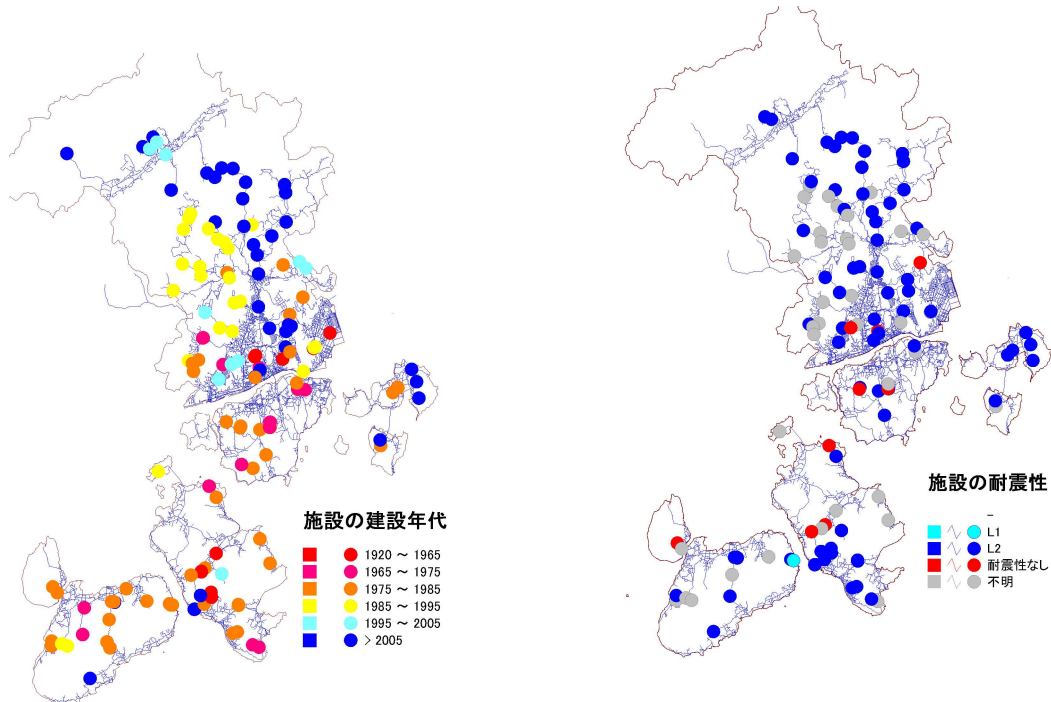 施設の建設年代
1920 ～ 1965
1965 ～ 1975
1975 ～ 1985
1985 ～ 1995
1995 ～ 2005
> 2005
施設の耐震性
-
L1
L2
耐震性なし
不明